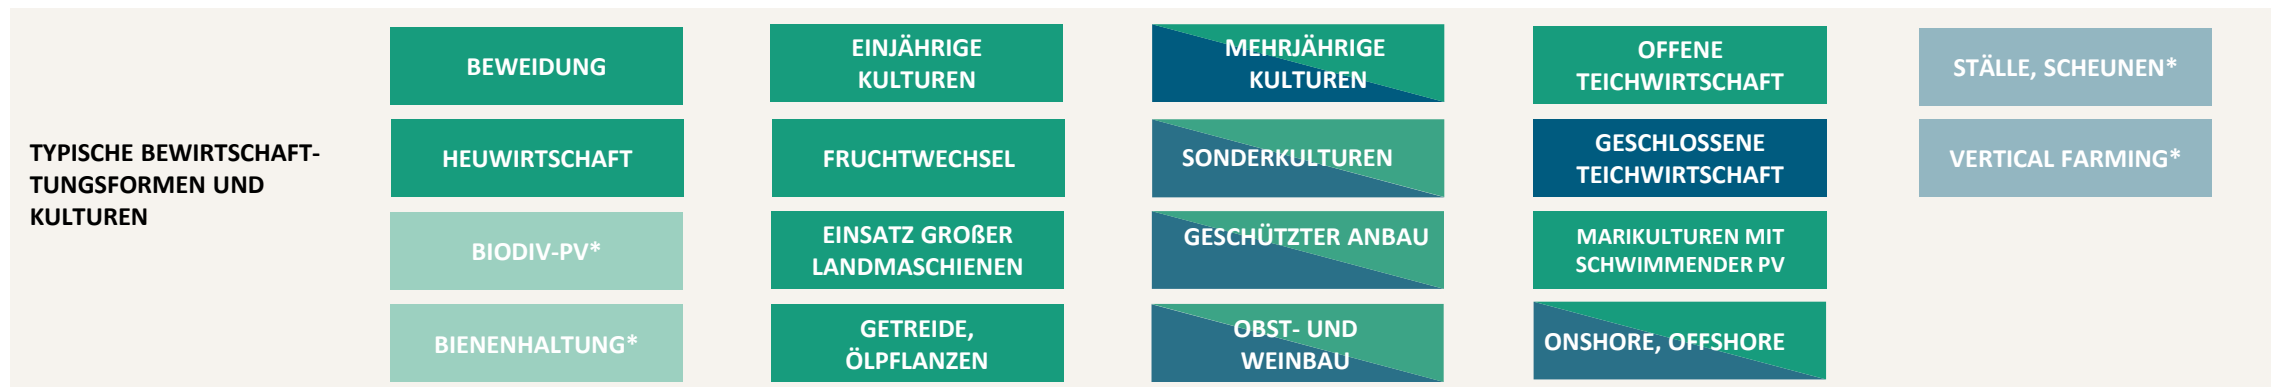 TYPISCHE BEWIRTSCHAFT-
TUNGSFORMEN UND
KULTUREN
BEWEIDUNG
HEUWIRTSCHAFT
BIODIV-PV*
BIENENHALTUNG*
EINJÄHRIGE
KULTUREN
FRUCHTWECHSEL
EINSATZ GROßER
LANDMASCHIENEN
GETREIDE,
ÖLPFLANZEN
MEHRJÄHRIGE
KULTUREN
SONDERKULTUREN
GESCHÜTZTER ANBAU
OBST- UND
WEINBAU
OFFENE
TEICHWIRTSCHAFT
GESCHLOSSENE
TEICHWIRTSCHAFT
MARIKULTUREN MIT
SCHWIMMENDER PV
ONSHORE, OFFSHORE
STÄLLE, SCHEUNEN*
VERTICAL FARMING*